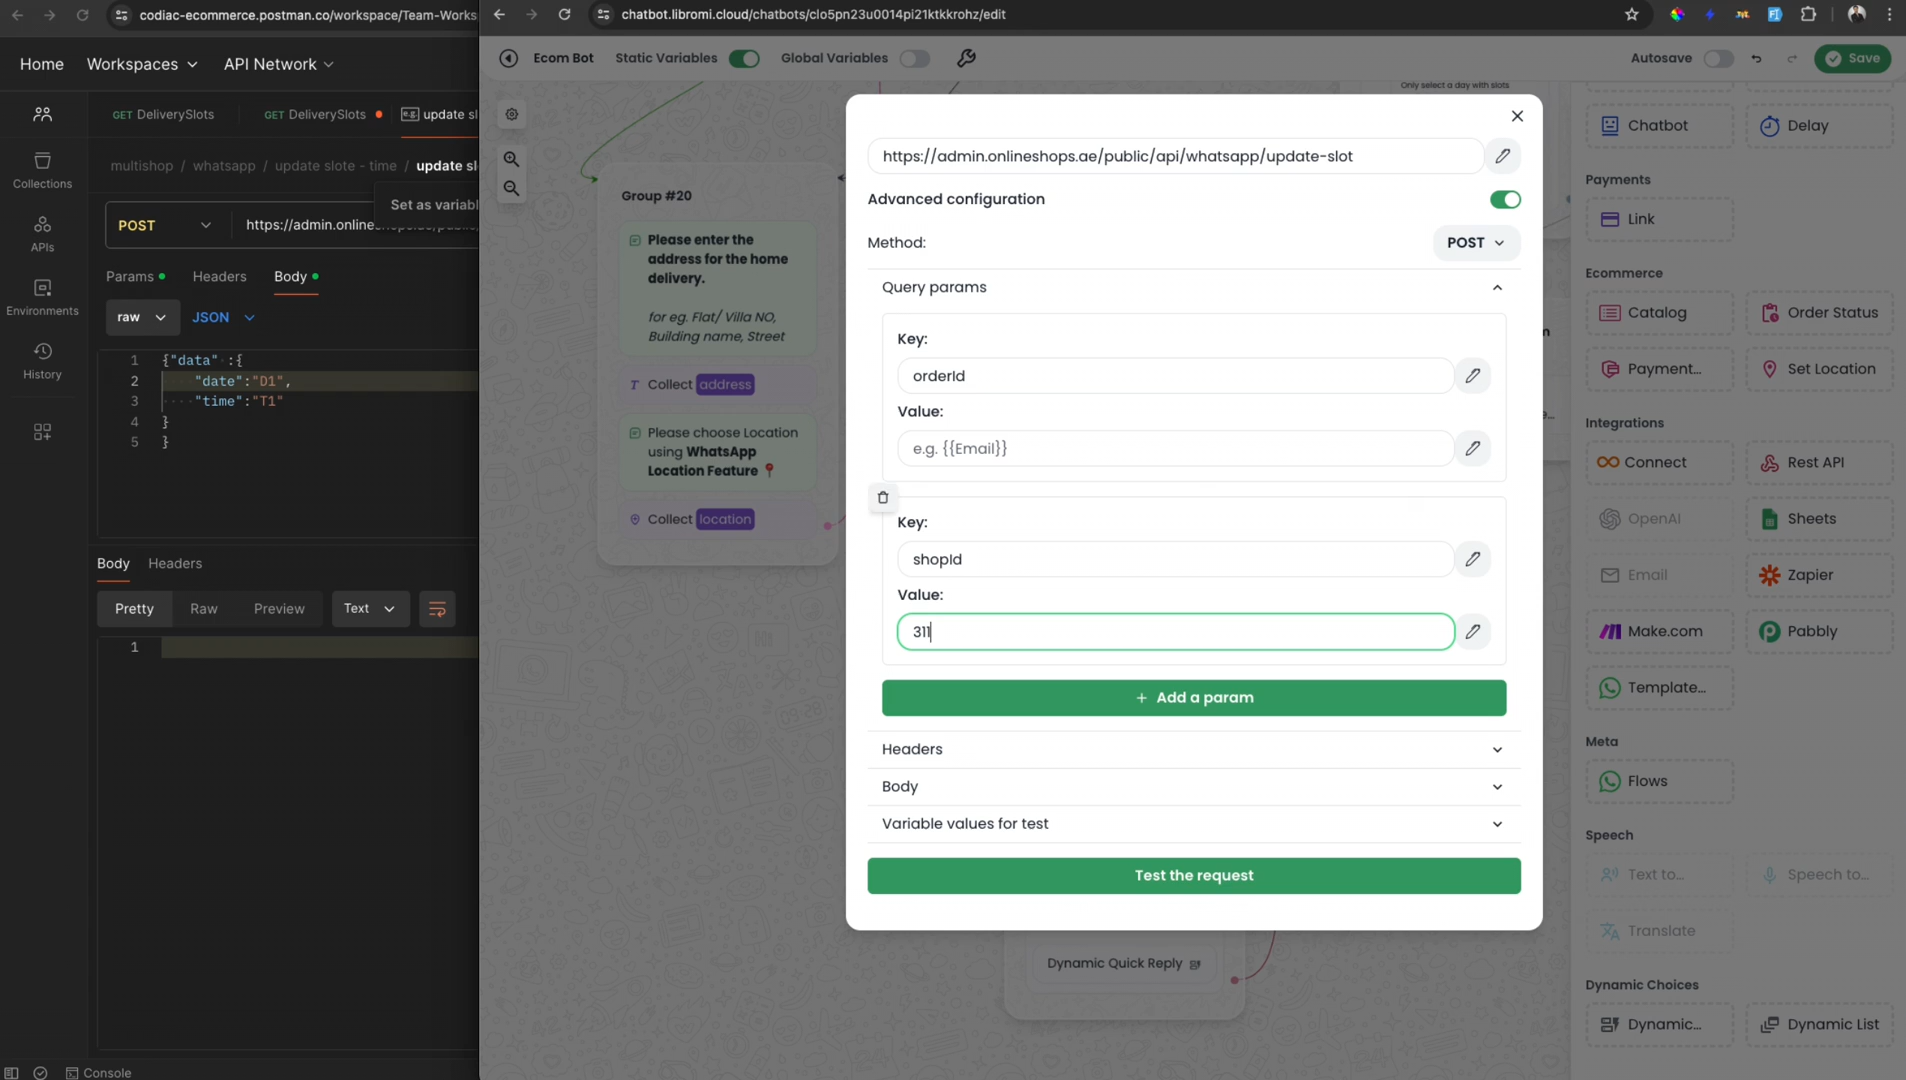 codiac-ecommerce.postman.co/workspace/Team-Works
Home
Workspaces
API Network
GET DeliverySlots
GET DeliverySlots
e.g. update sl
multishop / whatsapp / update slote - time / update slo
Set as variabl
POST
https://admin.onlineshops.ae/public/
Params
Headers
Body
raw
JSON
1 {"data" :{
2 "date":"D1",
3 "time":"T1"
4 }
5 }
Body
Headers
Pretty
Raw
Preview
Text
1
Collections
APIs
Environments
History
Console
chatbot.libromi.cloud/chatbots/clo5pn23u0014pi21ktkkrohz/edit
Ecom Bot
Static Variables
Global Variables
Autosave
Save
Only select a day with slots
Group #20
Please enter the
address for the home
delivery.
for eg. Flat/ Villa NO,
Building name, Street
Collect address
Please choose Location
using WhatsApp
Location Feature
Collect location
https://admin.onlineshops.ae/public/api/whatsapp/update-slot
Advanced configuration
Method:
POST
Query params
Key:
orderId
Value:
e.g. {{Email}}
Key:
shopId
Value:
311
+ Add a param
Headers
Body
Variable values for test
Test the request
Dynamic Quick Reply
Chatbot
Delay
Payments
Link
Ecommerce
Catalog
Order Status
Payment...
Set Location
Integrations
Connect
Rest API
OpenAI
Sheets
Email
Zapier
Make.com
Pabbly
Template...
Meta
Flows
Speech
Text to...
Speech to...
Translate
Dynamic Choices
Dynamic...
Dynamic List